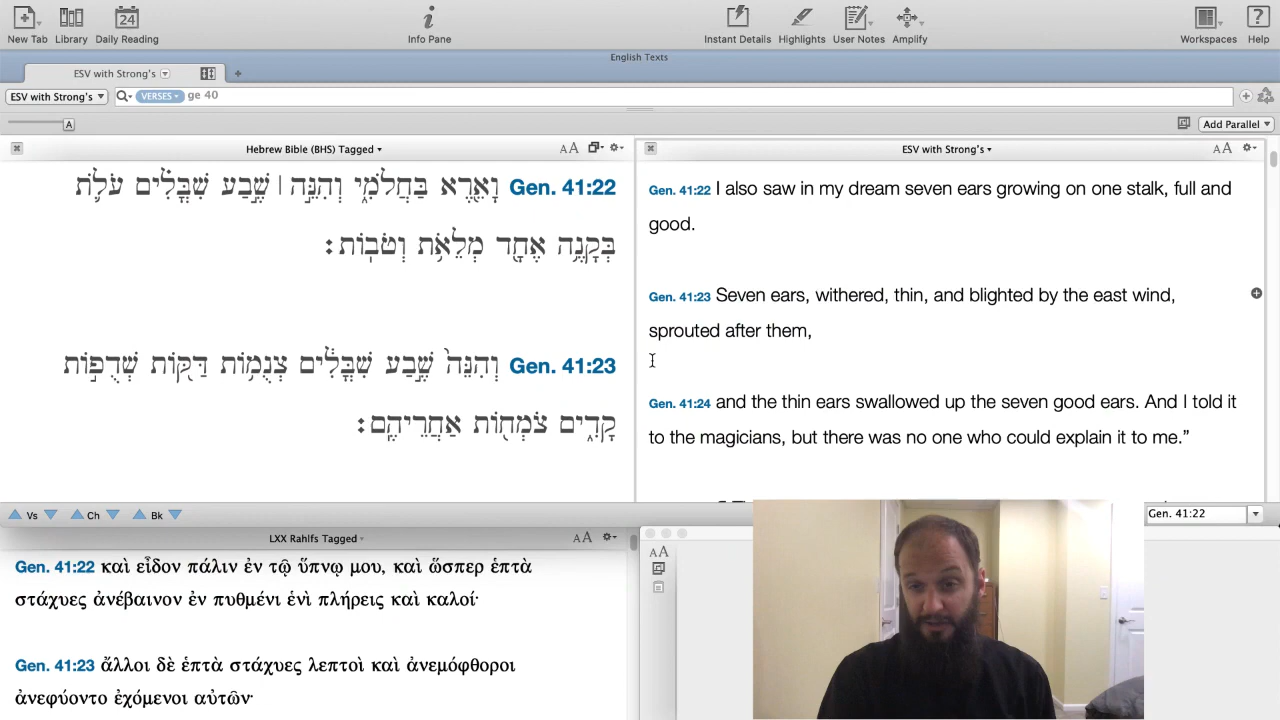 New Tab Library Daily Reading Info Pane Instant Details Highlights User Notes Amplify Workspaces Help
24
English Texts
ESV with Strong's
ESV with Strong's VERSES ge 40
A Add Parallel
Hebrew Bible (BHS) Tagged AA
Gen. 41:22 וָאֵ֖רֶא בַּחֲלֹמִ֑י וְהִנֵּ֣ה ׀ שֶׁ֣בַע שִׁבֳּלִ֗ים עֹלֹ֛ת
בְּקָנֶ֥ה אֶחָ֖ד מְלֵאֹ֥ת וְטֹבֽוֹת׃
Gen. 41:23 וְהִנֵּה֙ שֶׁ֣בַע שִׁבֳּלִ֔ים צְנֻמ֥וֹת דַּקּ֖וֹת שְׁדֻפ֣וֹת
קָדִ֑ים צֹמְח֖וֹת אַחֲרֵיהֶֽם׃
ESV with Strong's AA
Gen. 41:22 I also saw in my dream seven ears growing on one stalk, full and
good.
Gen. 41:23 Seven ears, withered, thin, and blighted by the east wind,
sprouted after them,
Gen. 41:24 and the thin ears swallowed up the seven good ears. And I told it
to the magicians, but there was no one who could explain it to me.”
Vs Ch Bk
Gen. 41:22
LXX Rahlfs Tagged AA
Gen. 41:22 καὶ εἶδον πάλιν ἐν τῷ ὕπνῳ μου, καὶ ὥσπερ ἑπτὰ
στάχυες ἀνέβαινον ἐν πυθμένι ἑνὶ πλήρεις καὶ καλοί·
Gen. 41:23 ἄλλοι δὲ ἑπτὰ στάχυες λεπτοὶ καὶ ἀνεμόφθοροι
ἀνεφύοντο ἐχόμενοι αὐτῶν·
AA